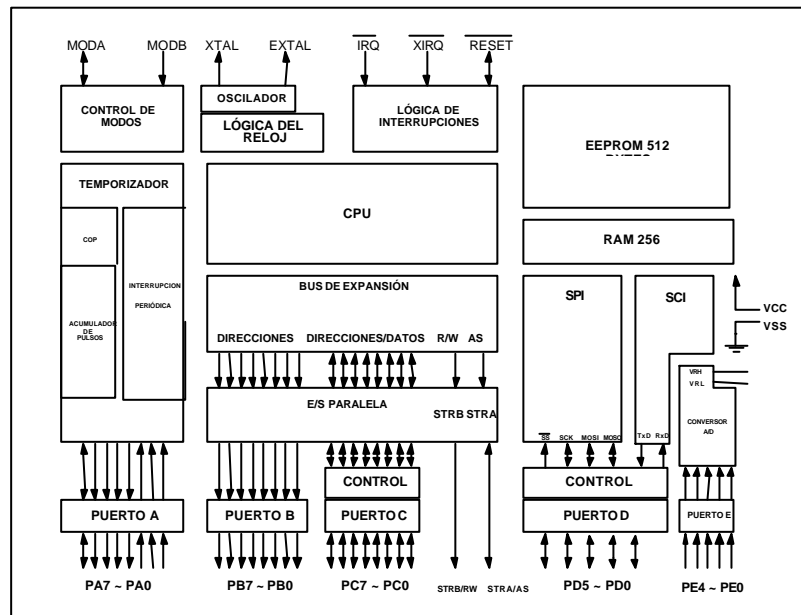 MODA MODB XTAL EXTAL IRQ XIRQ RESET
CONTROL DE
MODOS
OSCILADOR
LÓGICA DEL
RELOJ
LÓGICA DE
INTERRUPCIONES
EEPROM 512
TEMPORIZADOR
CPU
COP
RAM 256
INTERRUPCION
PERIÓDICA
ACUMULADOR
DE
PULSOS
BUS DE EXPANSIÓN
DIRECCIONES DIRECCIONES/DATOS R/W AS
SPI
SCI
VCC
VSS
E/S PARALELA
STRB STRA
VRH
VRL
CONVERSOR
A/D
SS SCK MOSI MOSO TxD RxD
CONTROL
CONTROL
PUERTO A
PUERTO B
PUERTO C
PUERTO D
PUERTO E
PA7 ~ PA0
PB7 ~ PB0
PC7 ~ PC0
STRB/RW STRA/AS
PD5 ~ PD0
PE4 ~ PE0